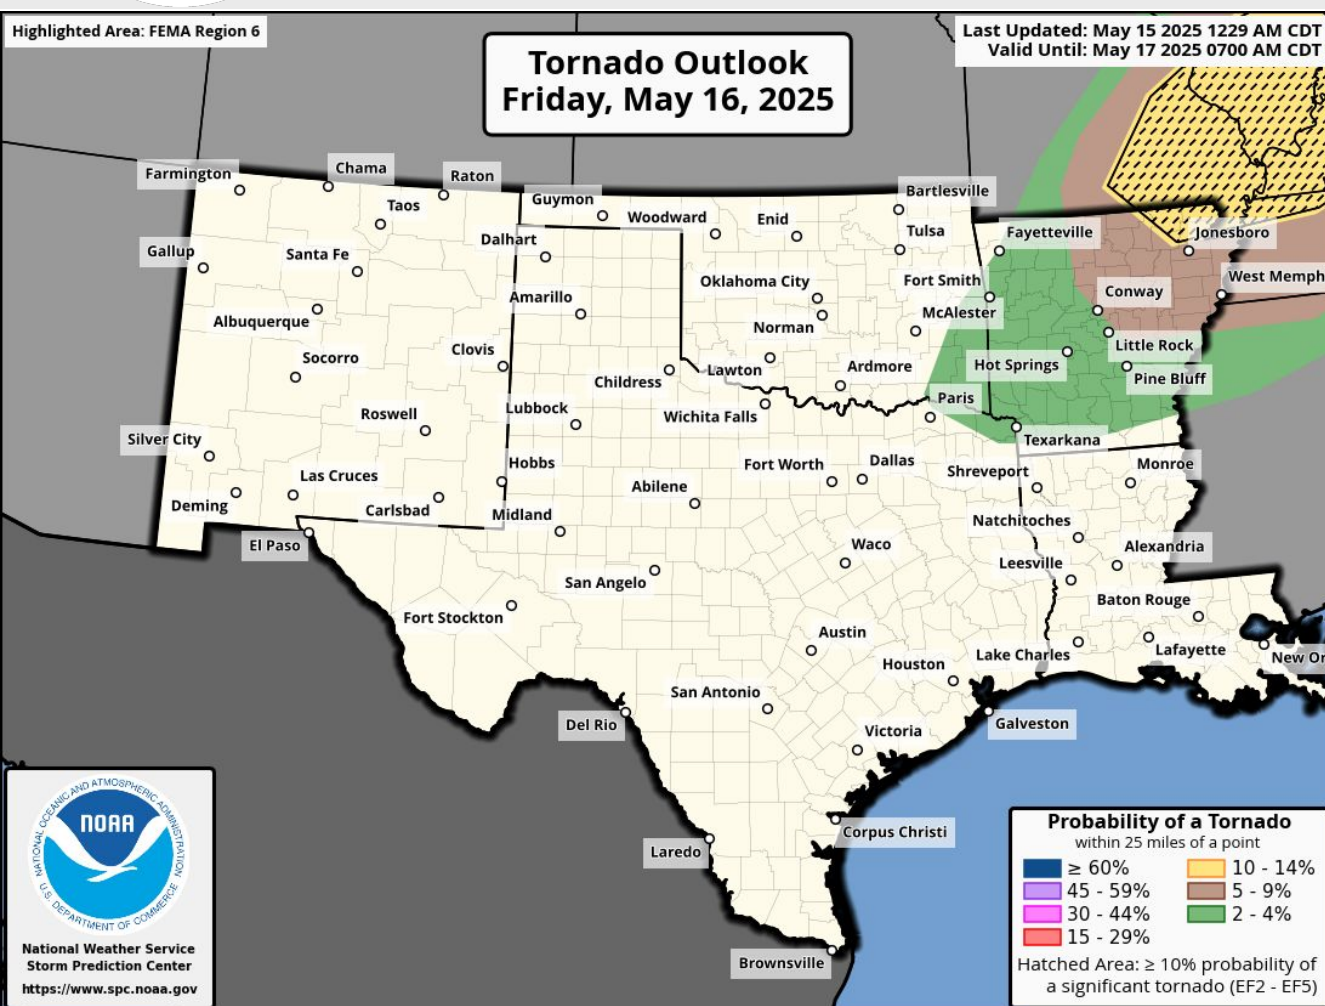 Highlighted Area: FEMA Region 6
Last Updated: May 15 2025 1229 AM CDT
Valid Until: May 17 2025 0700 AM CDT
Tornado Outlook
Friday, May 16, 2025
Farmington
Chama
Raton
Taos
Guymon
Woodward
Enid
Bartlesville
Tulsa
Fayetteville
Jonesboro
Gallup
Santa Fe
Dalhart
Oklahoma City
Fort Smith
West Memph
Amarillo
Conway
Albuquerque
Norman
McAlester
Little Rock
Socorro
Clovis
Childress
Lawton
Ardmore
Hot Springs
Pine Bluff
Roswell
Lubbock
Wichita Falls
Paris
Silver City
Texarkana
Las Cruces
Hobbs
Fort Worth
Dallas
Shreveport
Monroe
Deming
Carlsbad
Midland
Abilene
Natchitoches
El Paso
Waco
Alexandria
San Angelo
Leesville
Fort Stockton
Baton Rouge
Austin
Houston
Lake Charles
Lafayette
New Or
San Antonio
Del Rio
Galveston
Victoria
Corpus Christi
Laredo
Brownsville
NATIONAL OCEANIC AND ATMOSPHERIC ADMINISTRATION
NOAA
U.S. DEPARTMENT OF COMMERCE
National Weather Service
Storm Prediction Center
https://www.spc.noaa.gov
Probability of a Tornado
within 25 miles of a point
≥ 60%
45 - 59%
30 - 44%
15 - 29%
10 - 14%
5 - 9%
2 - 4%
Hatched Area: ≥ 10% probability of
a significant tornado (EF2 - EF5)